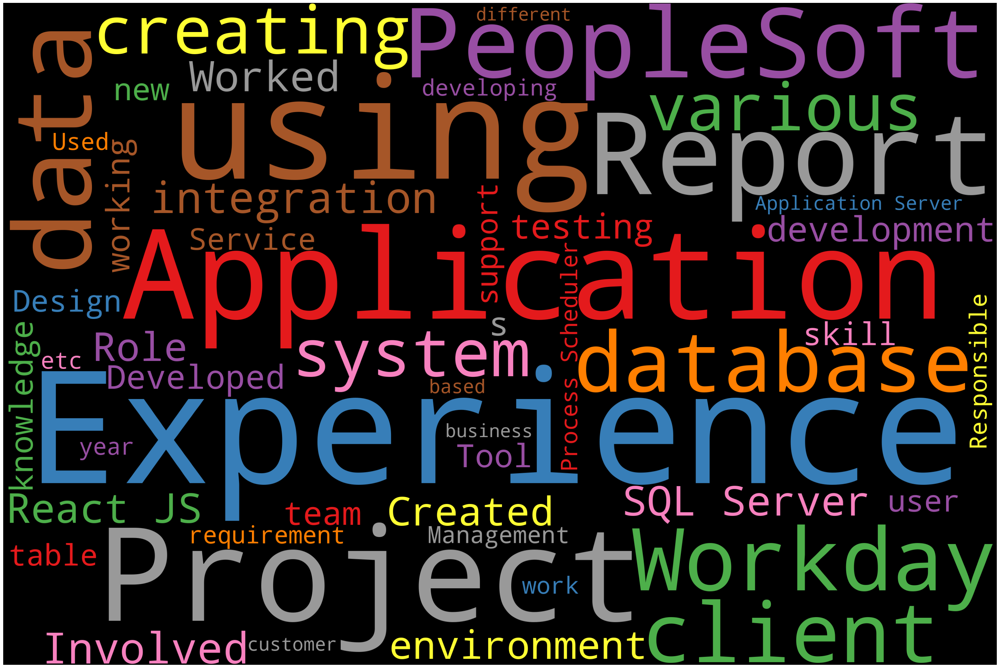 creating
different
PeopleSoft
data
Worked
new
developing
various
using
Report
Used
working
integration
support
Application Server
testing
development
Service
Application
Process Scheduler
Design
Responsible
s
skill
knowledge
Role
system
database
etc
Developed
based
Experience
business
year
Tool
React JS
SQL Server
user
team
Created
requirement
Management
Workday
table
Project
work
client
Involved
customer
environment